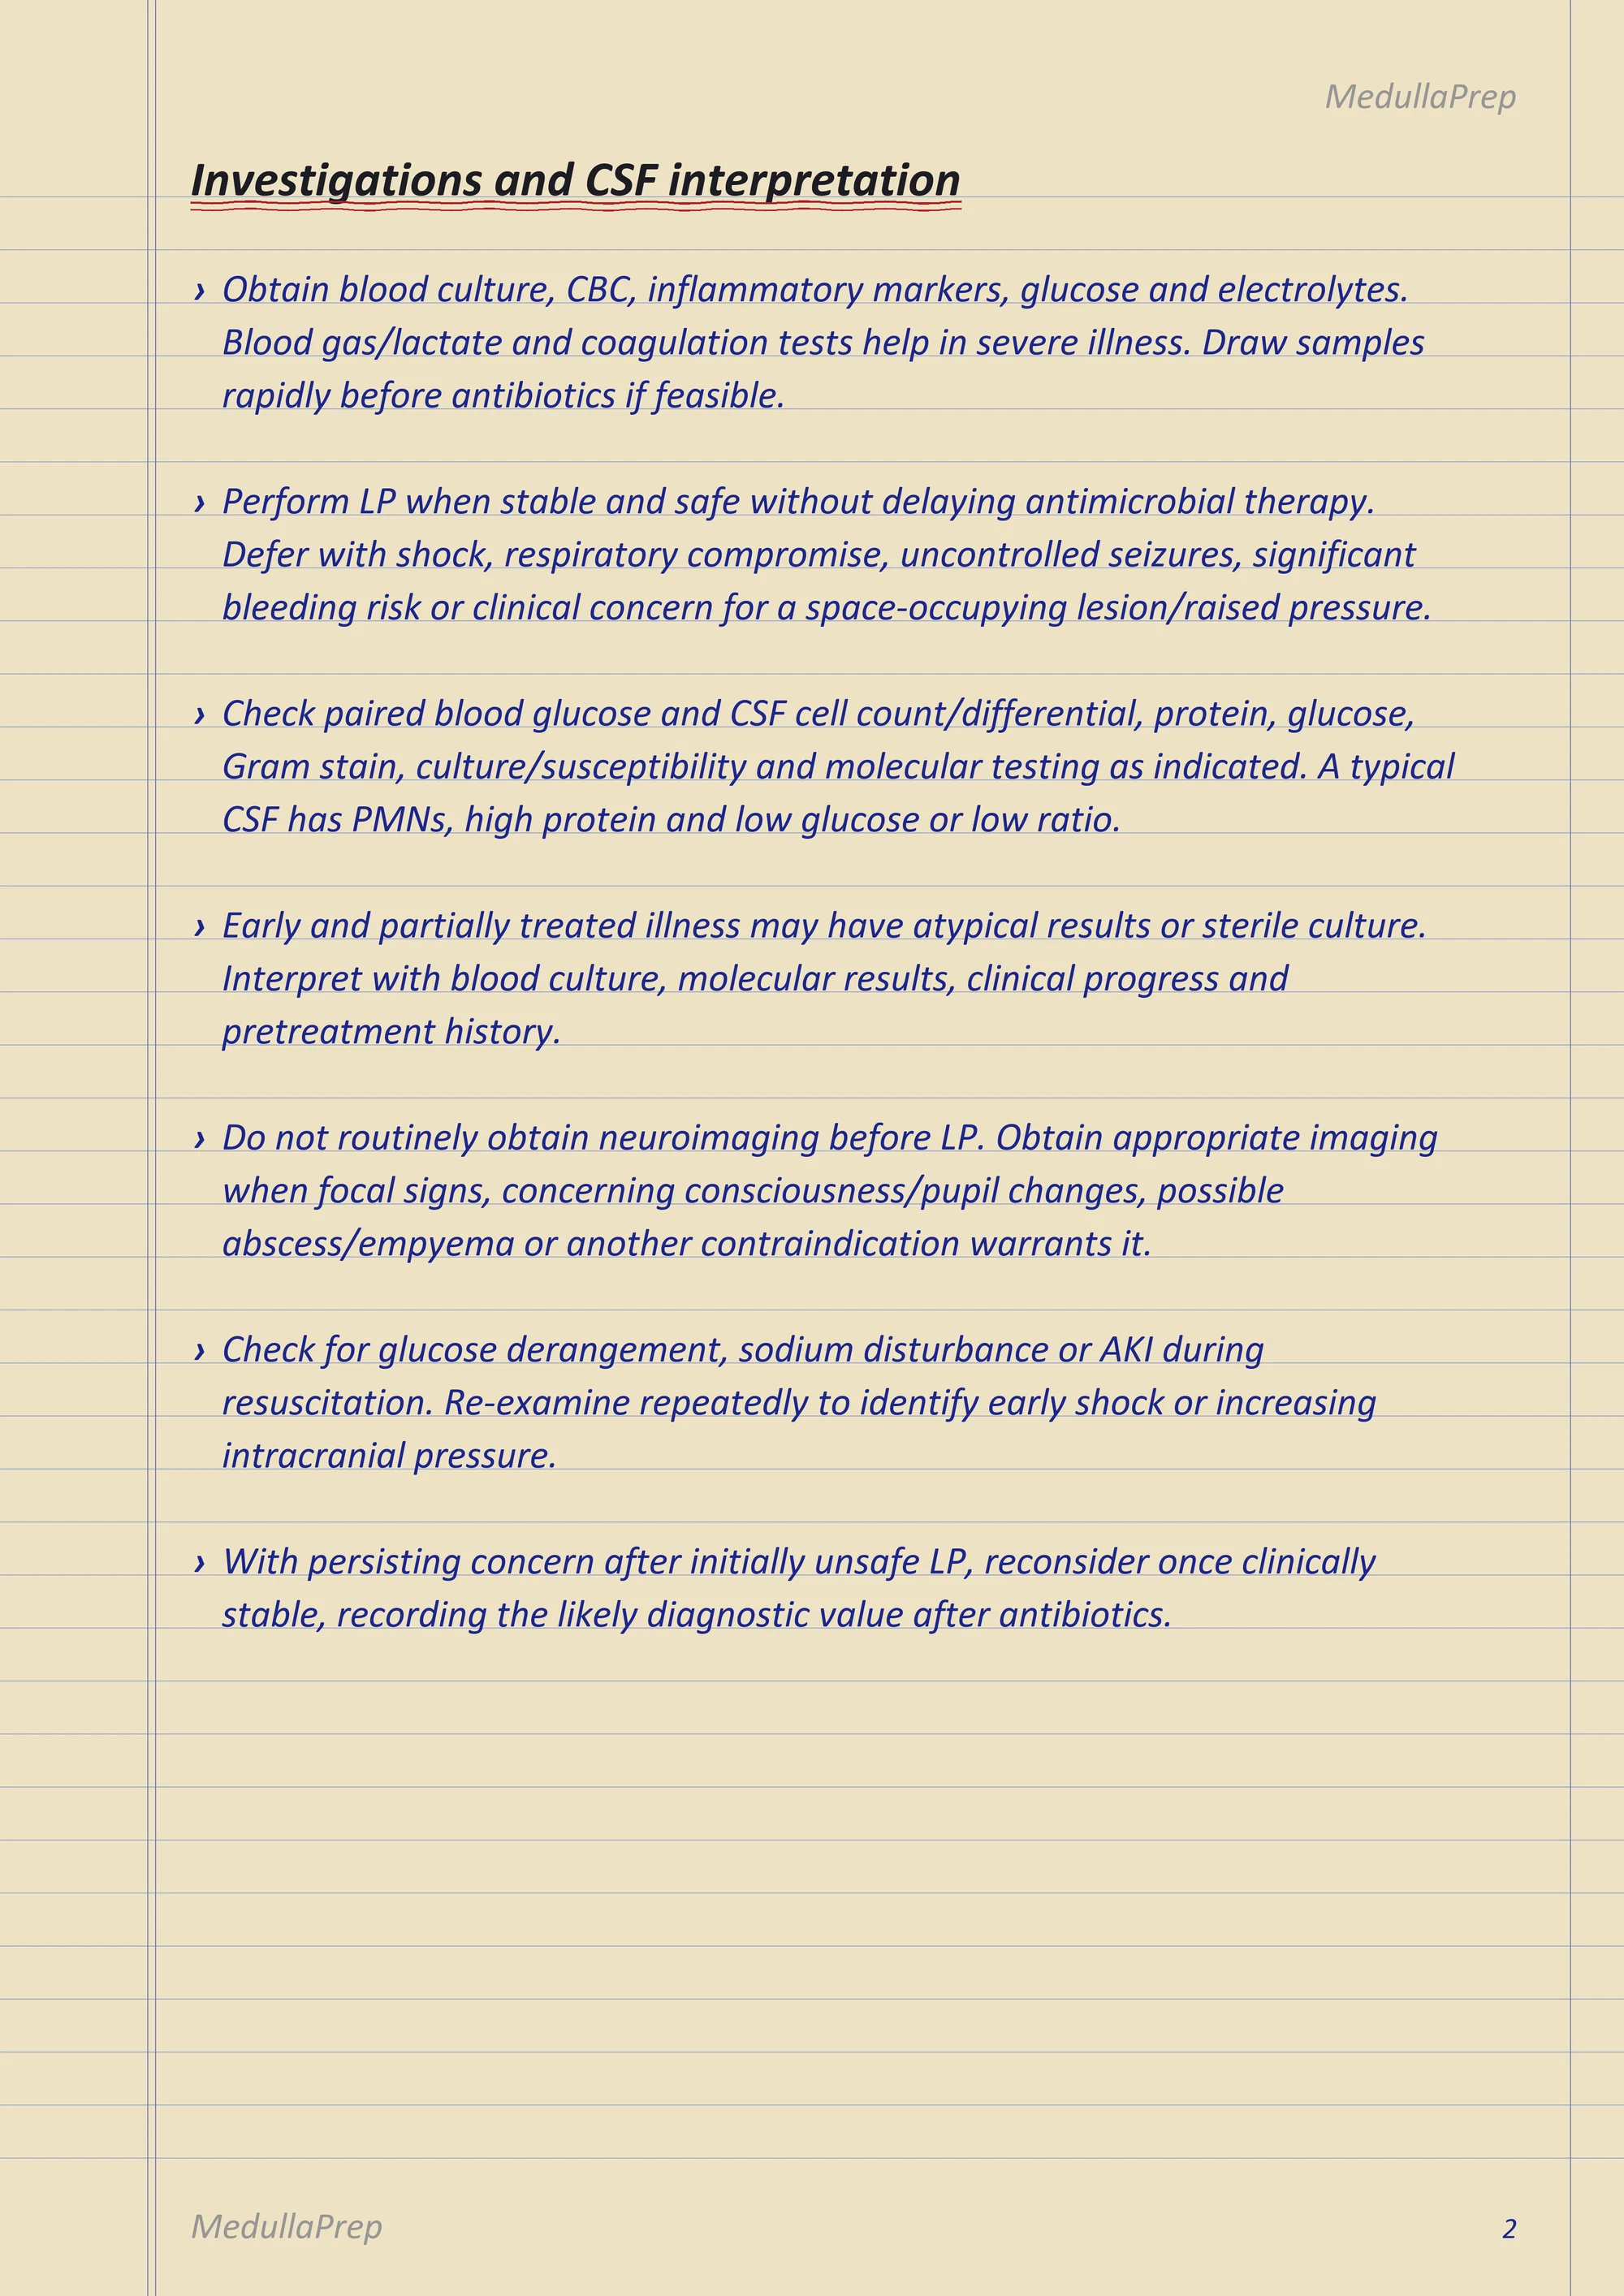 MedullaPrep
Investigations and CSF interpretation
› Obtain blood culture, CBC, inflammatory markers, glucose and electrolytes.
Blood gas/lactate and coagulation tests help in severe illness. Draw samples
rapidly before antibiotics if feasible.
› Perform LP when stable and safe without delaying antimicrobial therapy.
Defer with shock, respiratory compromise, uncontrolled seizures, significant
bleeding risk or clinical concern for a space-occupying lesion/raised pressure.
› Check paired blood glucose and CSF cell count/differential, protein, glucose,
Gram stain, culture/susceptibility and molecular testing as indicated. A typical
CSF has PMNs, high protein and low glucose or low ratio.
› Early and partially treated illness may have atypical results or sterile culture.
Interpret with blood culture, molecular results, clinical progress and
pretreatment history.
› Do not routinely obtain neuroimaging before LP. Obtain appropriate imaging
when focal signs, concerning consciousness/pupil changes, possible
abscess/empyema or another contraindication warrants it.
› Check for glucose derangement, sodium disturbance or AKI during
resuscitation. Re-examine repeatedly to identify early shock or increasing
intracranial pressure.
› With persisting concern after initially unsafe LP, reconsider once clinically
stable, recording the likely diagnostic value after antibiotics.
MedullaPrep
2